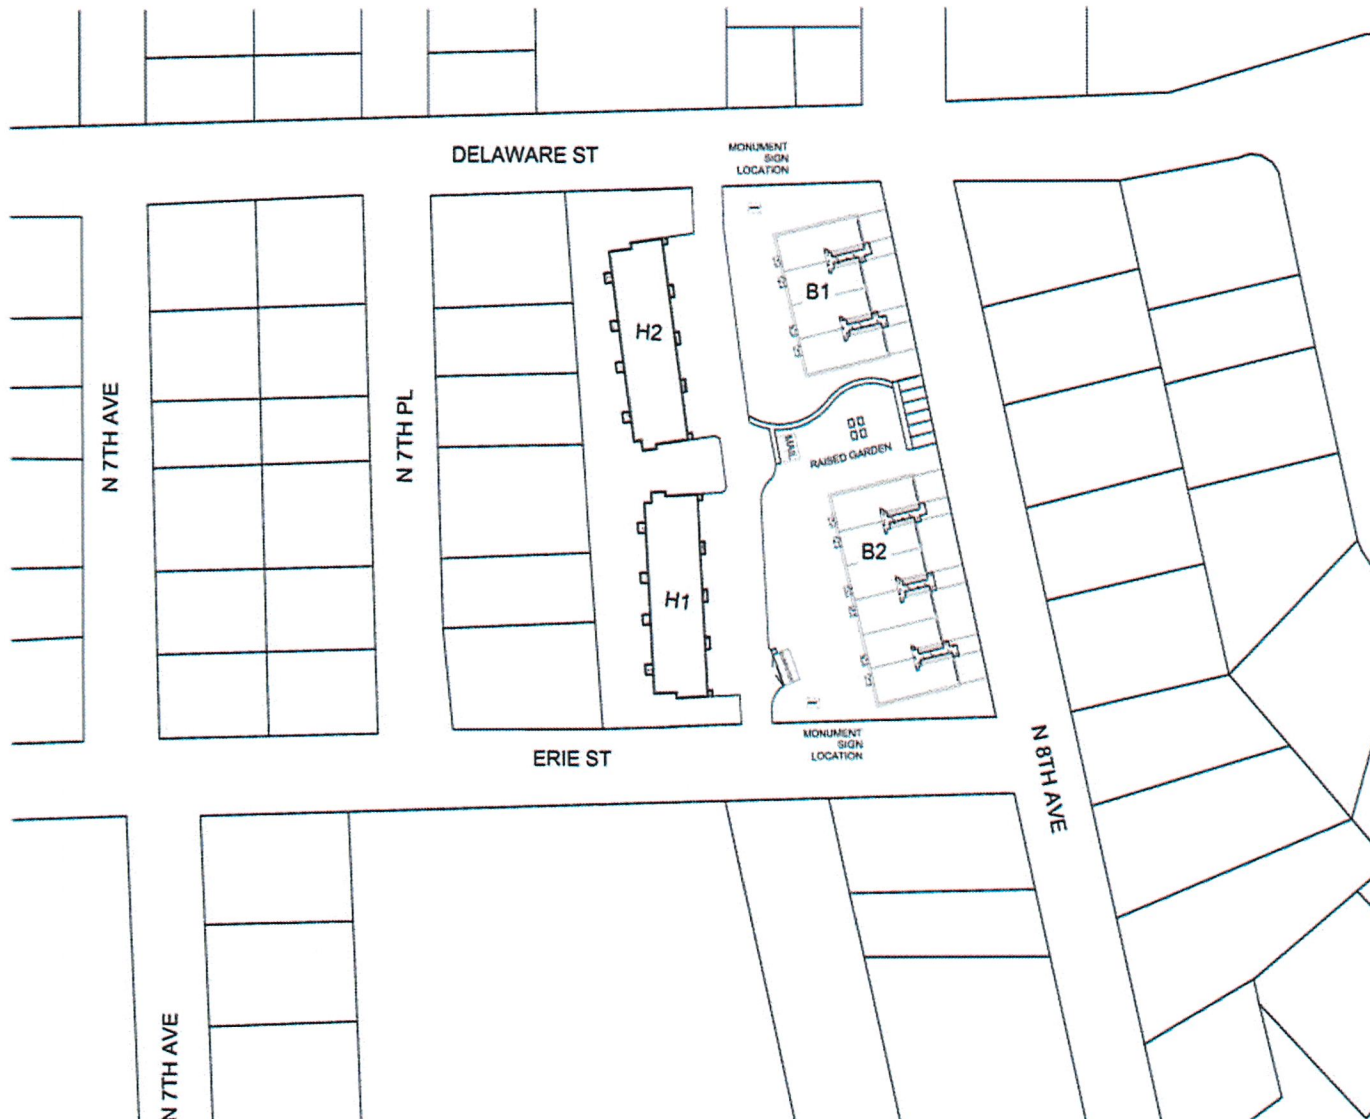 DELAWARE ST
MONUMENT
SIGN
LOCATION
B1
H2
N 7TH AVE
N 7TH PL
MAIL
RAISED GARDEN
B2
H1
MONUMENT
SIGN
LOCATION
ERIE ST
N 8TH AVE
N 7TH AVE